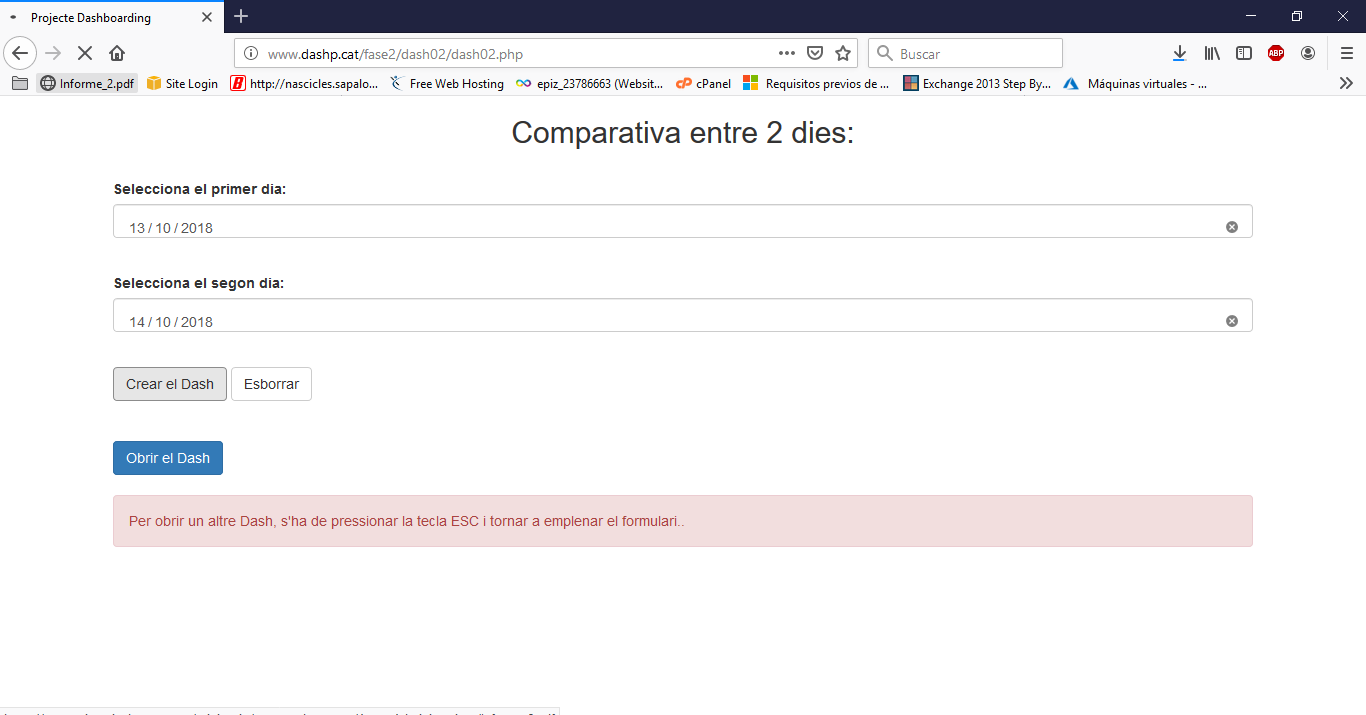 Projecte Dashboarding
www.dashp.cat/fase2/dash02/dash02.php
Buscar
ABP
Informe_2.pdf
Site Login
http://nascicles.sapalo...
Free Web Hosting
epiz_23786663 (Websit...
cPanel
Requisitos previos de ...
Exchange 2013 Step By...
Máquinas virtuales - ...
Comparativa entre 2 dies:
Selecciona el primer dia:
13 / 10 / 2018
Selecciona el segon dia:
14 / 10 / 2018
Crear el Dash
Esborrar
Obrir el Dash
Per obrir un altre Dash, s'ha de pressionar la tecla ESC i tornar a emplenar el formulari..